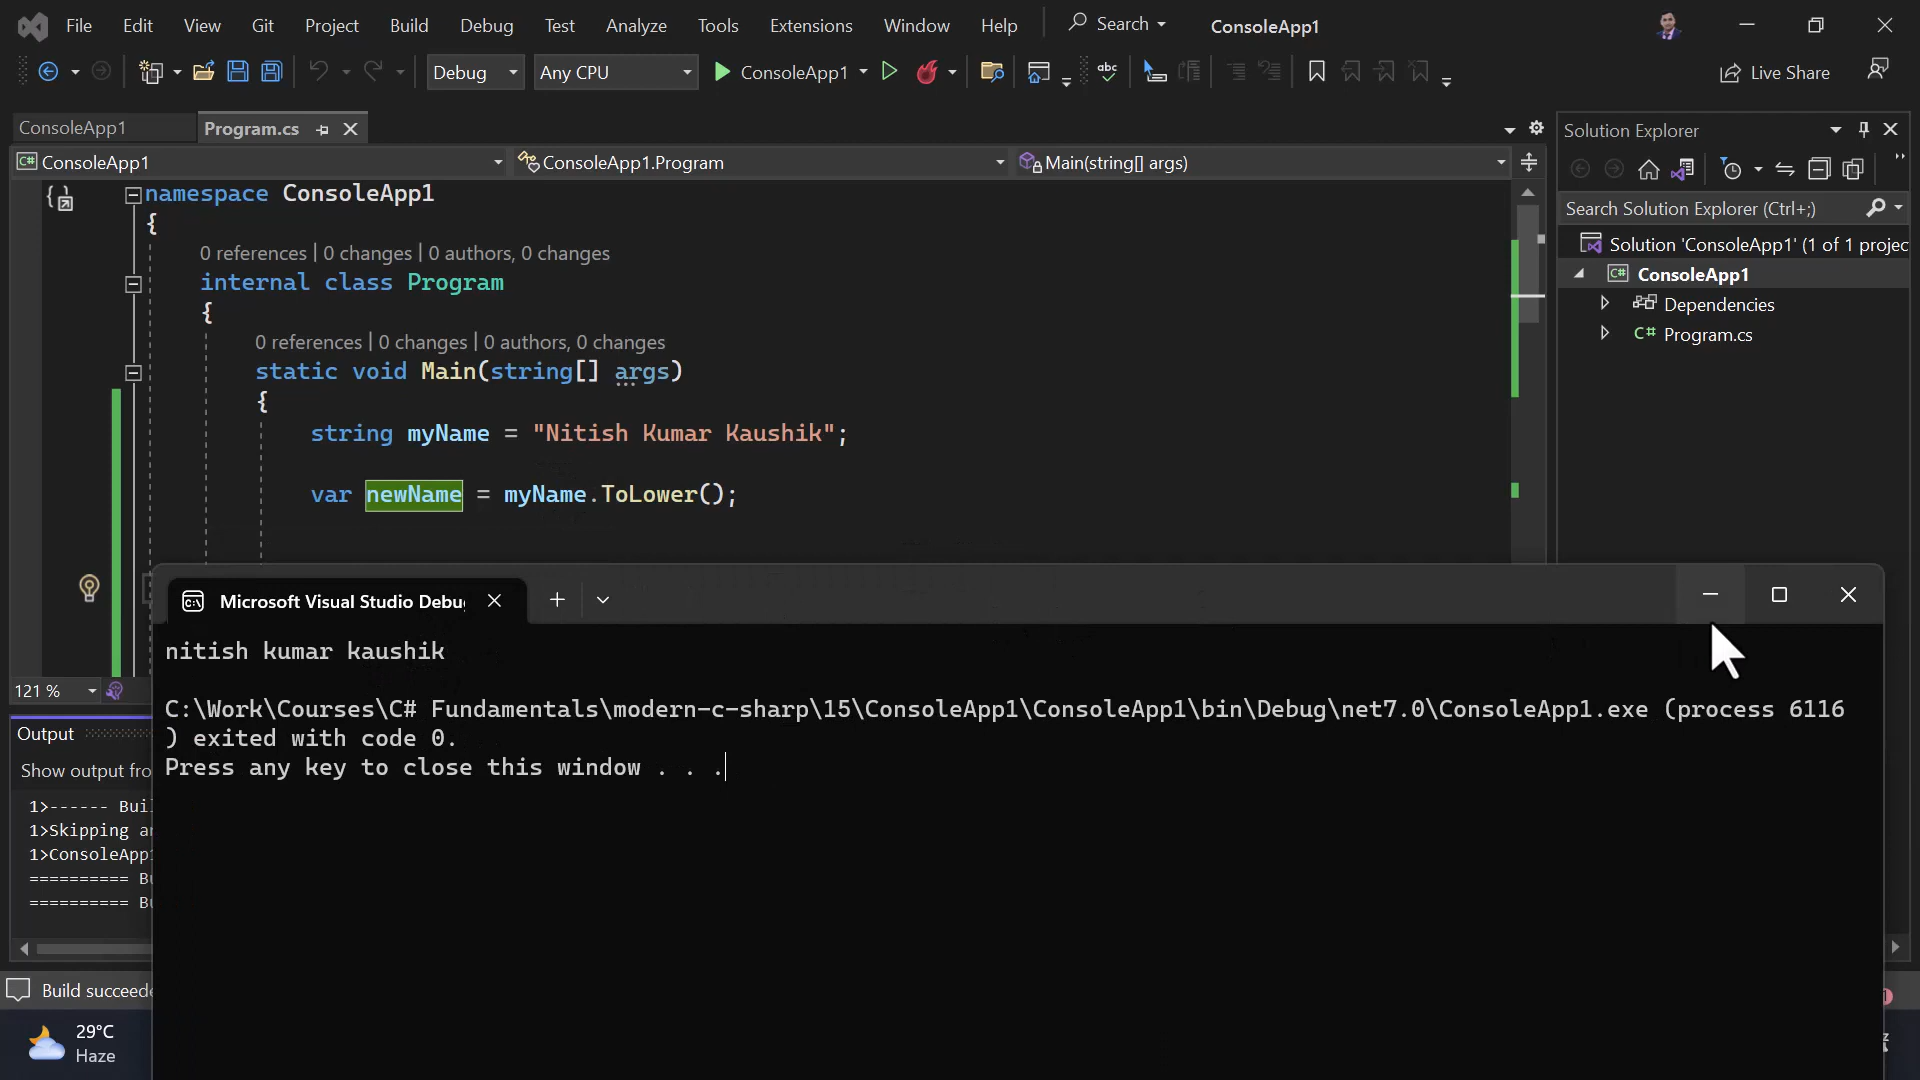 File Edit View Git Project Build Debug Test Analyze Tools Extensions Window Help Search ConsoleApp1
Debug Any CPU ConsoleApp1 Live Share
ConsoleApp1 Program.cs
ConsoleApp1 ConsoleApp1.Program Main(string[] args)
namespace ConsoleApp1
{
0 references | 0 changes | 0 authors, 0 changes
internal class Program
{
0 references | 0 changes | 0 authors, 0 changes
static void Main(string[] args)
{
string myName = "Nitish Kumar Kaushik";
var newName = myName.ToLower();
Solution Explorer
Search Solution Explorer (Ctrl+;)
Solution 'ConsoleApp1' (1 of 1 projec
ConsoleApp1
Dependencies
C# Program.cs
Microsoft Visual Studio Debu
nitish kumar kaushik
C:\Work\Courses\C# Fundamentals\modern-c-sharp\15\ConsoleApp1\ConsoleApp1\bin\Debug\net7.0\ConsoleApp1.exe (process 6116
) exited with code 0.
Press any key to close this window . . .
121 %
Output
Show output fro
1>------ Buil
1>Skipping an
1>ConsoleApp1
========== Bu
========== Bu
Build succeede
29°C
Haze